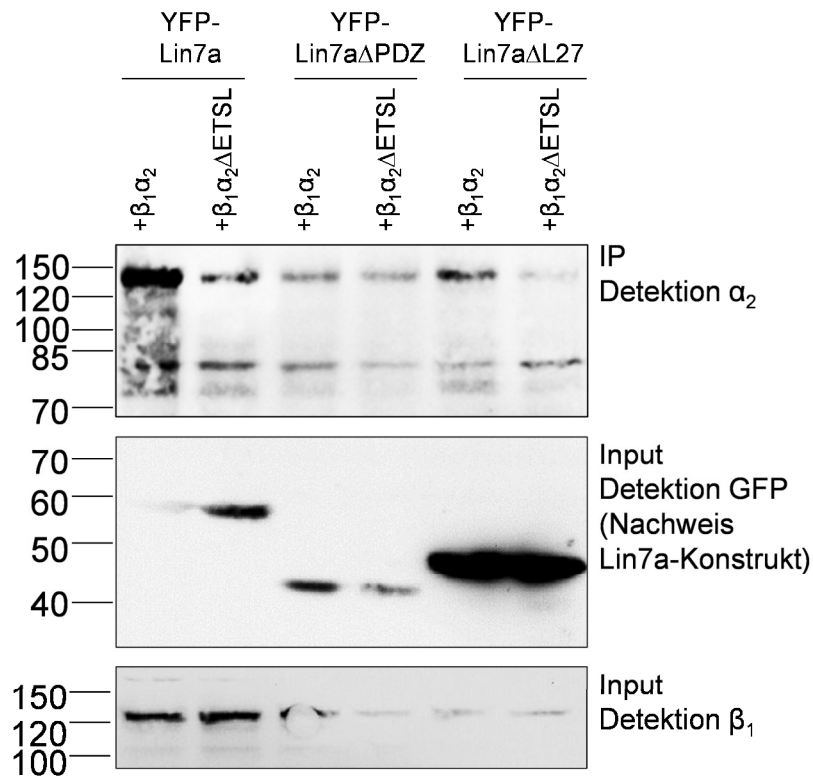 YFP-
Lin7a
YFP-
Lin7aΔPDZ
YFP-
Lin7aΔL27
+β₁α₂
+β₁α₂ΔETSL
+β₁α₂
+β₁α₂ΔETSL
+β₁α₂
+β₁α₂ΔETSL
150
120
100
85
70
IP
Detektion α₂
70
60
50
40
Input
Detektion GFP
(Nachweis
Lin7a-Konstrukt)
150
120
100
Input
Detektion β₁